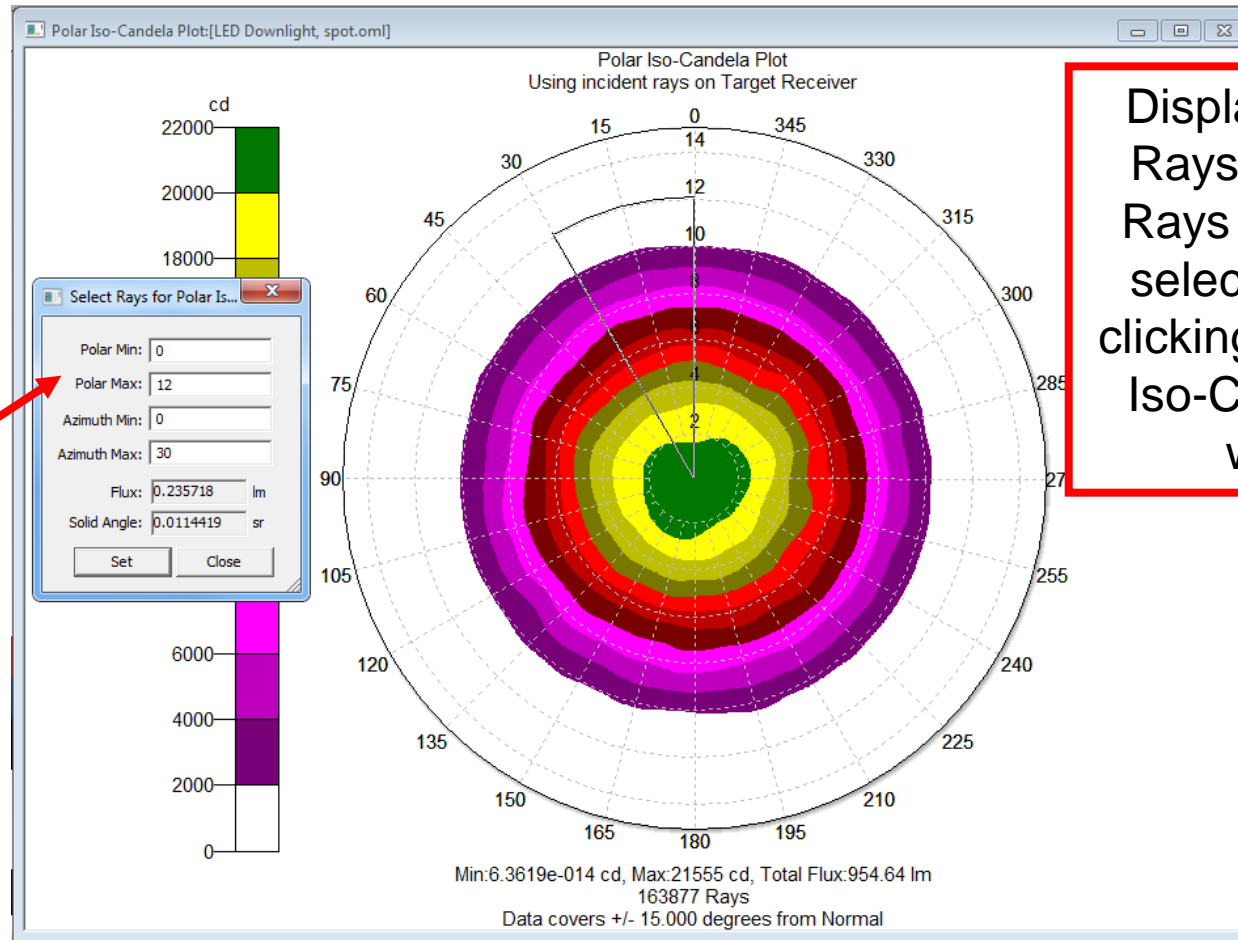 Polar Iso-Candela Plot:[LED Downlight, spot.oml]
Polar Iso-Candela Plot
Using incident rays on Target Receiver
cd
22000
20000
18000
6000
4000
2000
0
Select Rays for Polar Is...
Polar Min: 0
Polar Max: 12
Azimuth Min: 0
Azimuth Max: 30
Flux: 0.235718 lm
Solid Angle: 0.0114419 sr
Set Close
0
15
30
45
60
75
90
105
120
135
150
165
180
195
210
225
240
255
285
300
315
330
345
14
12
10
8
6
4
2
Min:6.3619e-014 cd, Max:21555 cd, Total Flux:954.64 lm
163877 Rays
Data covers +/- 15.000 degrees from Normal
Rays
Rays
clicking